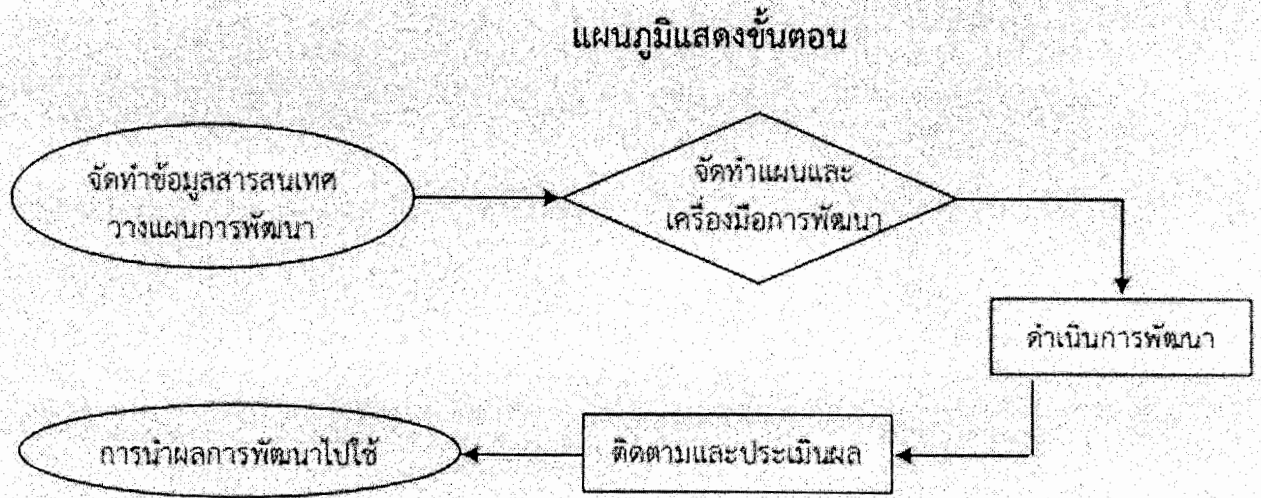 แผนภูมิแสดงขั้นตอน
จัดทำข้อมูลสารสนเทศ
วางแผนการพัฒนา
จัดทำแผนและ
เครื่องมือการพัฒนา
ดำเนินการพัฒนา
ติดตามและประเมินผล
การนำผลการพัฒนาไปใช้